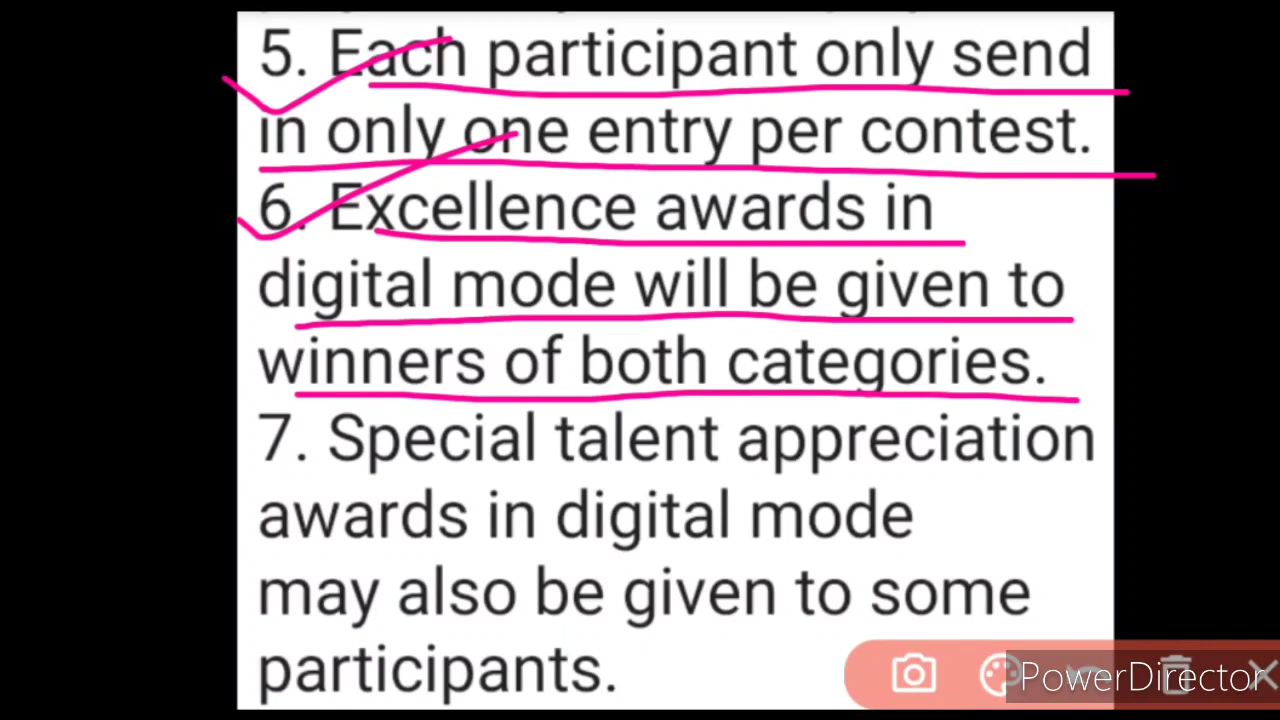 5. Each participant only send
in only one entry per contest.
6. Excellence awards in
digital mode will be given to
winners of both categories.
7. Special talent appreciation
awards in digital mode
may also be given to some
participants.
PowerDirector